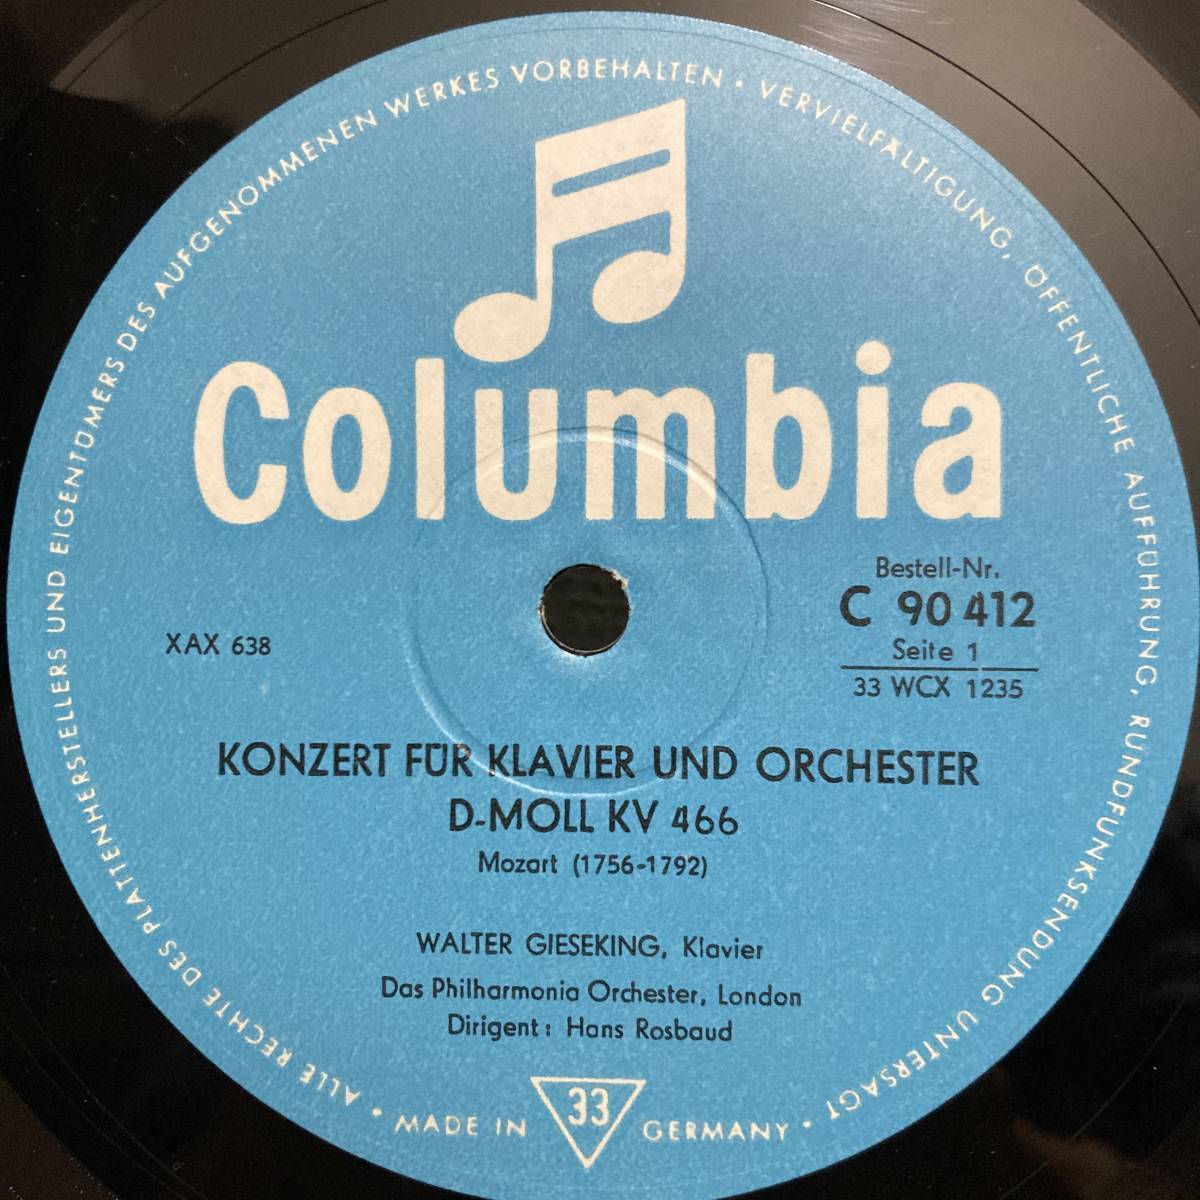 ALLE RECHTE DES PLATTENHERSTELLERS UND EIGENTÜMERS DES AUFGENOMMENEN WERKES VORBEHALTEN • VERVIELFÄLTIGUNG, ÖFFENTLICHE AUFFÜHRUNG, RUNDFUNKSENDUNG UNTERSAGT •
Columbia
Bestell-Nr.
C 90 412
Seite 1
33 WCX 1235
XAX 638
KONZERT FÜR KLAVIER UND ORCHESTER
D-MOLL KV 466
Mozart (1756-1792)
WALTER GIESEKING, Klavier
Das Philharmonia Orchester, London
Dirigent: Hans Rosbaud
33
• MADE IN GERMANY •